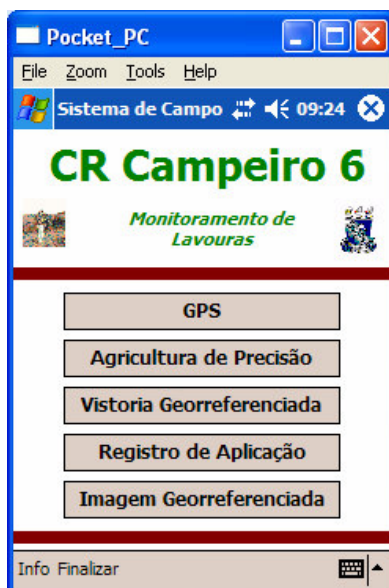 Pocket_PC
File Zoom Tools Help
Sistema de Campo 09:24
CR Campeiro 6
Monitoramento de
Lavouras
GPS
Agricultura de Precisão
Vistoria Georreferenciada
Registro de Aplicação
Imagem Georreferenciada
Info Finalizar